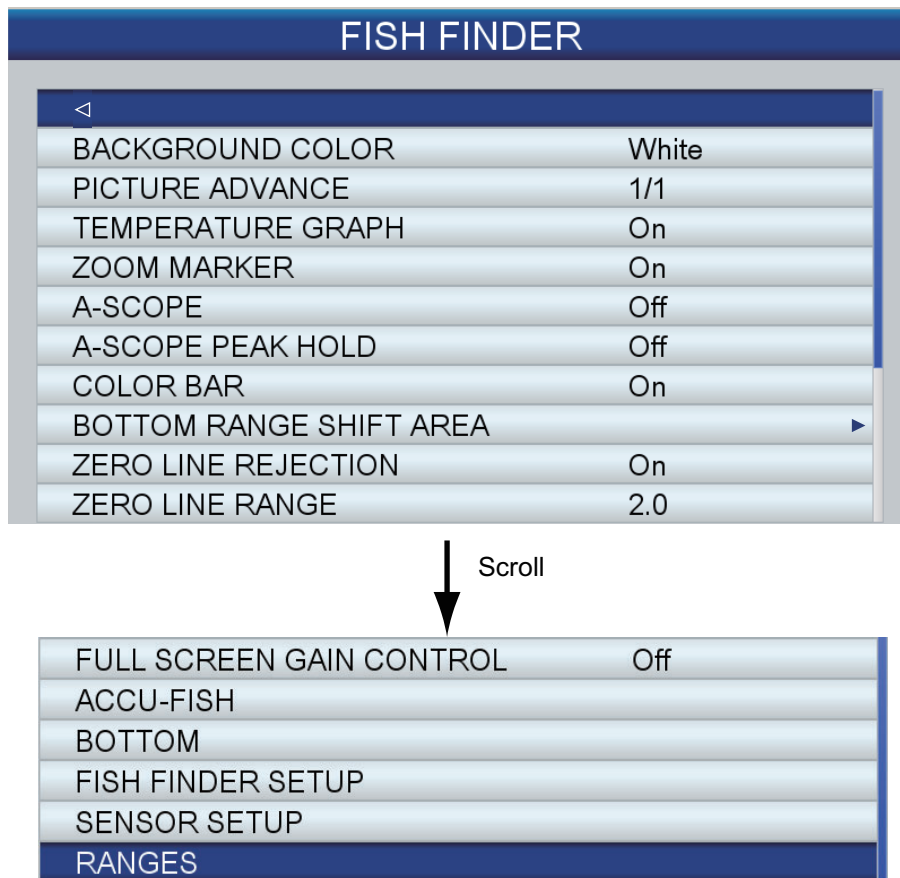 FISH FINDER
◁
BACKGROUND COLOR White
PICTURE ADVANCE 1/1
TEMPERATURE GRAPH On
ZOOM MARKER On
A-SCOPE Off
A-SCOPE PEAK HOLD Off
COLOR BAR On
BOTTOM RANGE SHIFT AREA ►
ZERO LINE REJECTION On
ZERO LINE RANGE 2.0
Scroll
FULL SCREEN GAIN CONTROL Off
ACCU-FISH
BOTTOM
FISH FINDER SETUP
SENSOR SETUP
RANGES